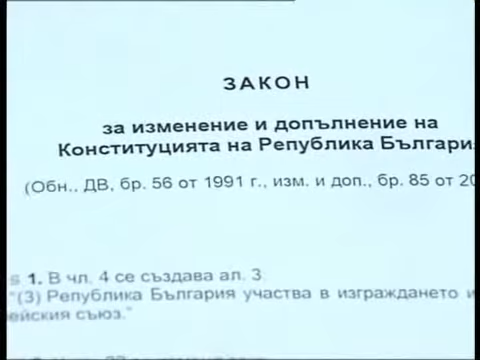 ЗАКОН
за изменение и допълнение на
Конституцията на Република Българи
(Обн.. ДВ, бр. 56 от 1991 г., изм. и доп., бр. 85 от 20
§ 1. В чл. 4 се създава ал. 3
"(3) Република България участва в изграждането и
ейския съюз."